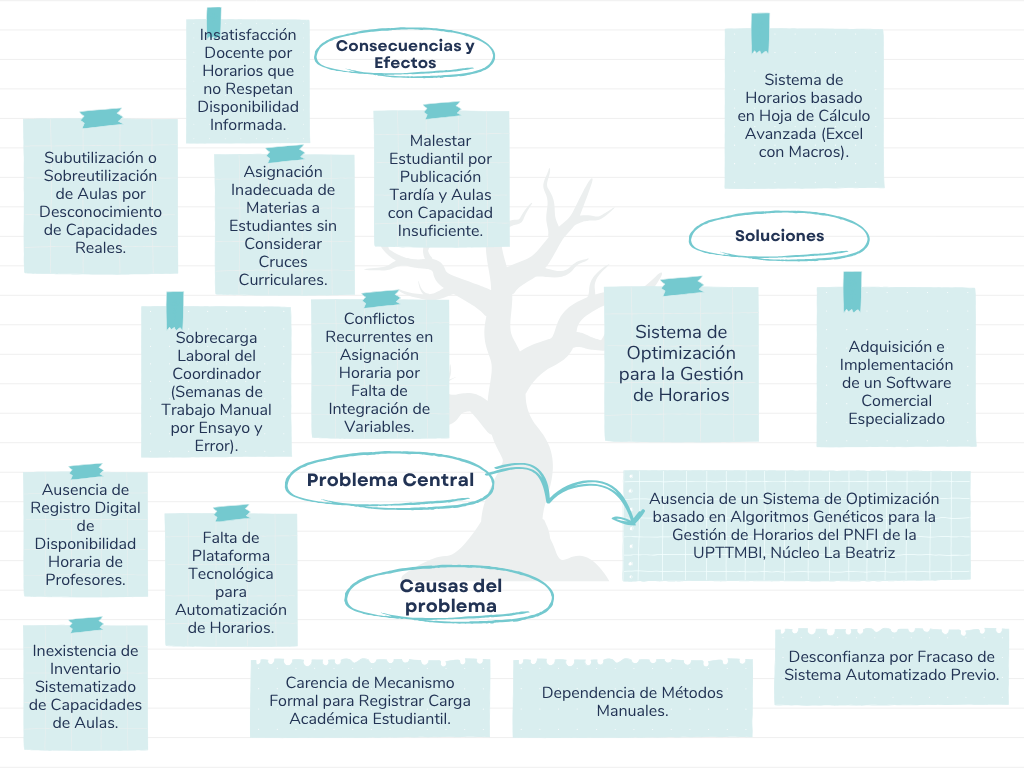 Insatisfacción
Docente por
Horarios que
no Respetan
Disponibilidad
Informada.
Consecuencias y
Efectos
Sistema de
Horarios basado
en Hoja de Cálculo
Avanzada (Excel
con Macros).
Subutilización o
Sobreutilización
de Aulas por
Desconocimiento
de Capacidades
Reales.
Asignación
Inadecuada de
Materias a
Estudiantes sin
Considerar
Cruces
Curriculares.
Malestar
Estudiantil por
Publicación
Tardía y Aulas
con Capacidad
Insuficiente.
Soluciones
Sobrecarga
Laboral del
Coordinador
(Semanas de
Trabajo Manual
por Ensayo y
Error).
Conflictos
Recurrentes en
Asignación
Horaria por
Falta de
Integración de
Variables.
Sistema de
Optimización
para la Gestión
de Horarios
Adquisición e
Implementación
de un Software
Comercial
Especializado
Problema Central
Ausencia de un Sistema de Optimización
basado en Algoritmos Genéticos para la
Gestión de Horarios del PNFI de la
UPTTMBI, Núcleo La Beatriz
Ausencia de
Registro Digital
de
Disponibilidad
Horaria de
Profesores.
Falta de
Plataforma
Tecnológica
para
Automatización
de Horarios.
Causas del
problema
Inexistencia de
Inventario
Sistematizado
de Capacidades
de Aulas.
Carencia de Mecanismo
Formal para Registrar Carga
Académica Estudiantil.
Dependencia de Métodos
Manuales.
Desconfianza por Fracaso de
Sistema Automatizado Previo.